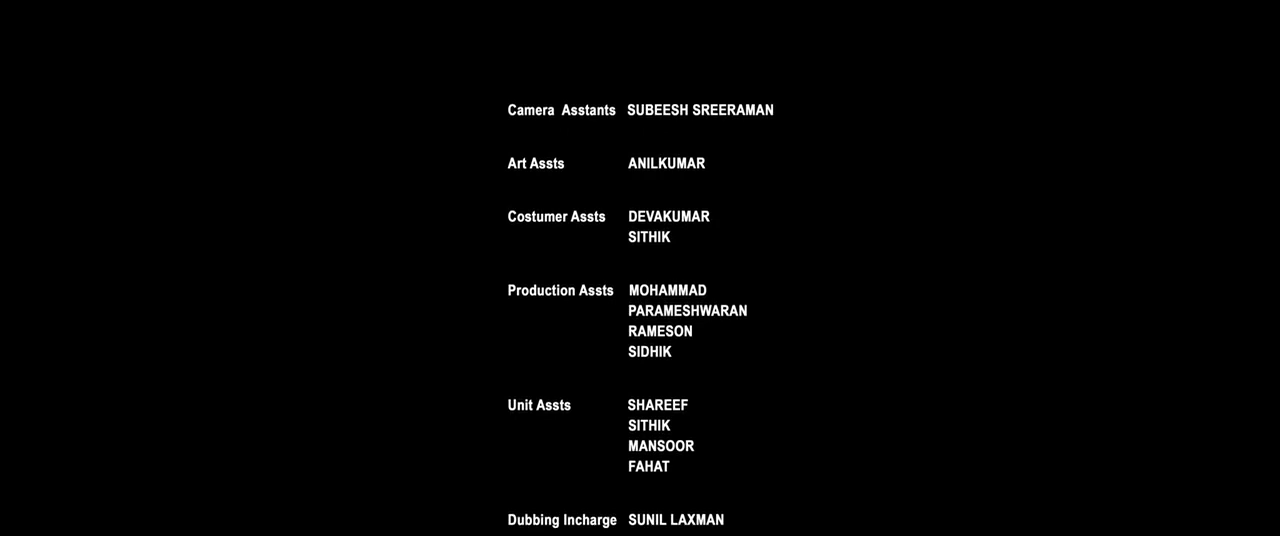 Camera Asstants SUBEESH SREERAMAN
Art Assts ANILKUMAR
Costumer Assts DEVAKUMAR
SITHIK
Production Assts MOHAMMAD
PARAMESHWARAN
RAMESON
SIDHIK
Unit Assts SHAREEF
SITHIK
MANSOOR
FAHAT
Dubbing Incharge SUNIL LAXMAN